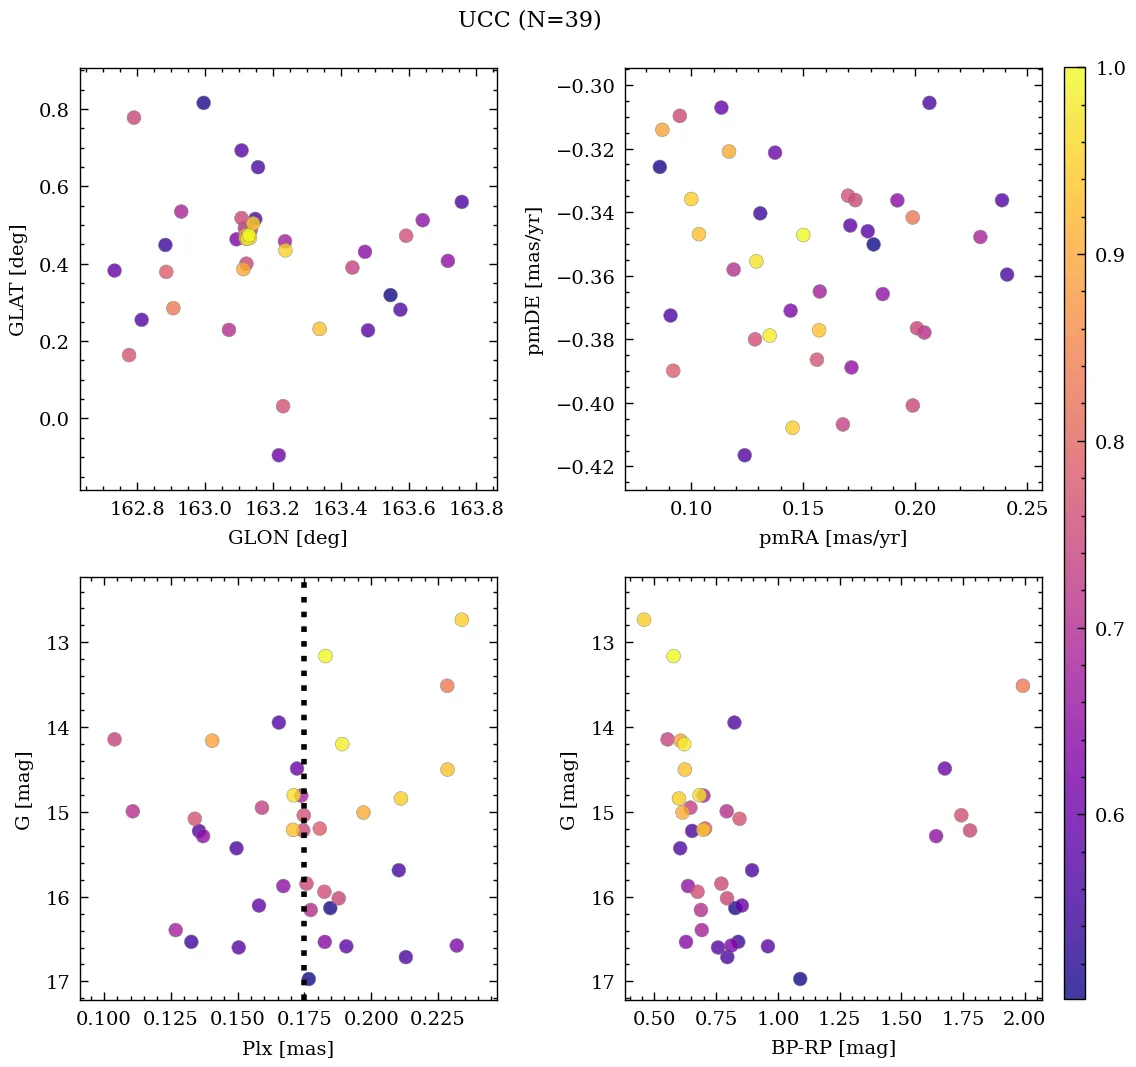 UCC (N=39)
0.8
0.6
0.4
0.2
0.0
GLAT [deg]
162.8 163.0 163.2 163.4 163.6 163.8
GLON [deg]
−0.30
−0.32
−0.34
−0.36
−0.38
−0.40
−0.42
pmDE [mas/yr]
0.10 0.15 0.20 0.25
pmRA [mas/yr]
13
14
15
16
17
G [mag]
0.100 0.125 0.150 0.175 0.200 0.225
Plx [mas]
13
14
15
16
17
G [mag]
0.50 0.75 1.00 1.25 1.50 1.75 2.00
BP-RP [mag]
1.0
0.9
0.8
0.7
0.6